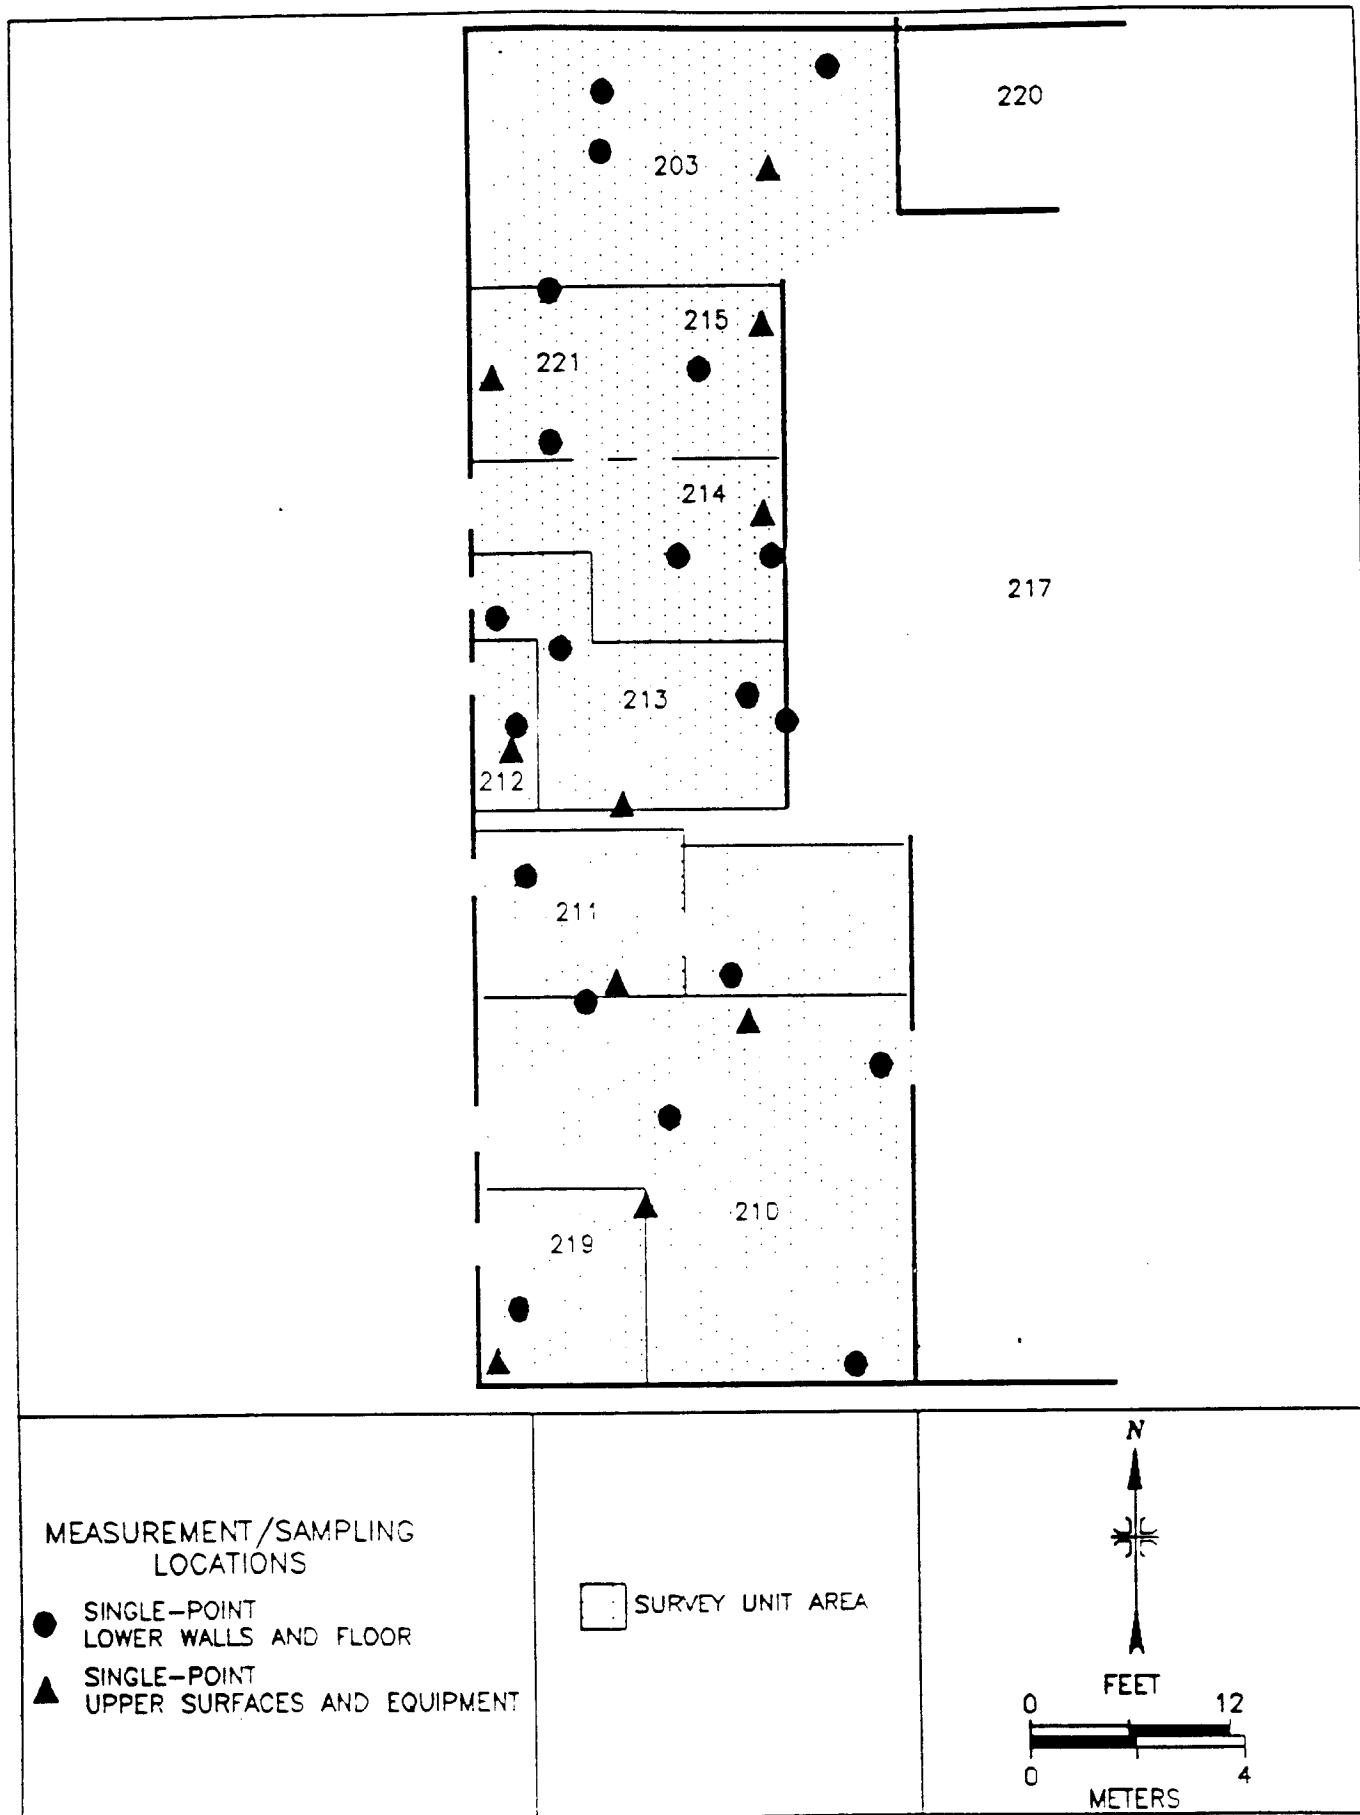 220
203
215
221
214
217
213
212
211
210
219
MEASUREMENT/SAMPLING
LOCATIONS
SINGLE-POINT
LOWER WALLS AND FLOOR
SINGLE-POINT
UPPER SURFACES AND EQUIPMENT
SURVEY UNIT AREA
N
FEET
0 12
0 4
METERS